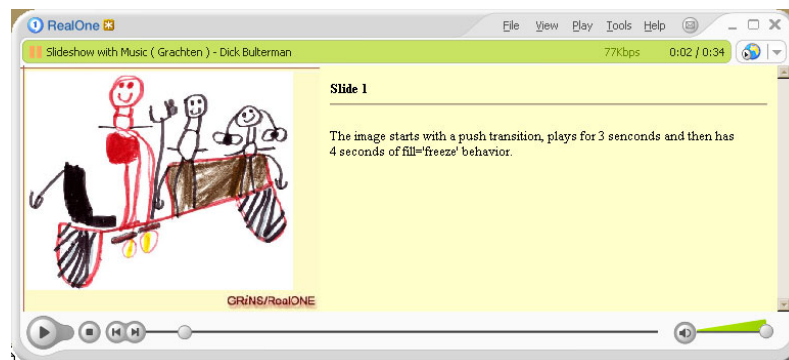 RealOne
File View Play Tools Help
Slideshow with Music ( Grachten ) - Dick Bulterman
77Kbps 0:02 / 0:34
Slide 1
The image starts with a push transition, plays for 3 senconds and then has
4 seconds of fill='freeze' behavior.
GRiNS/RealONE